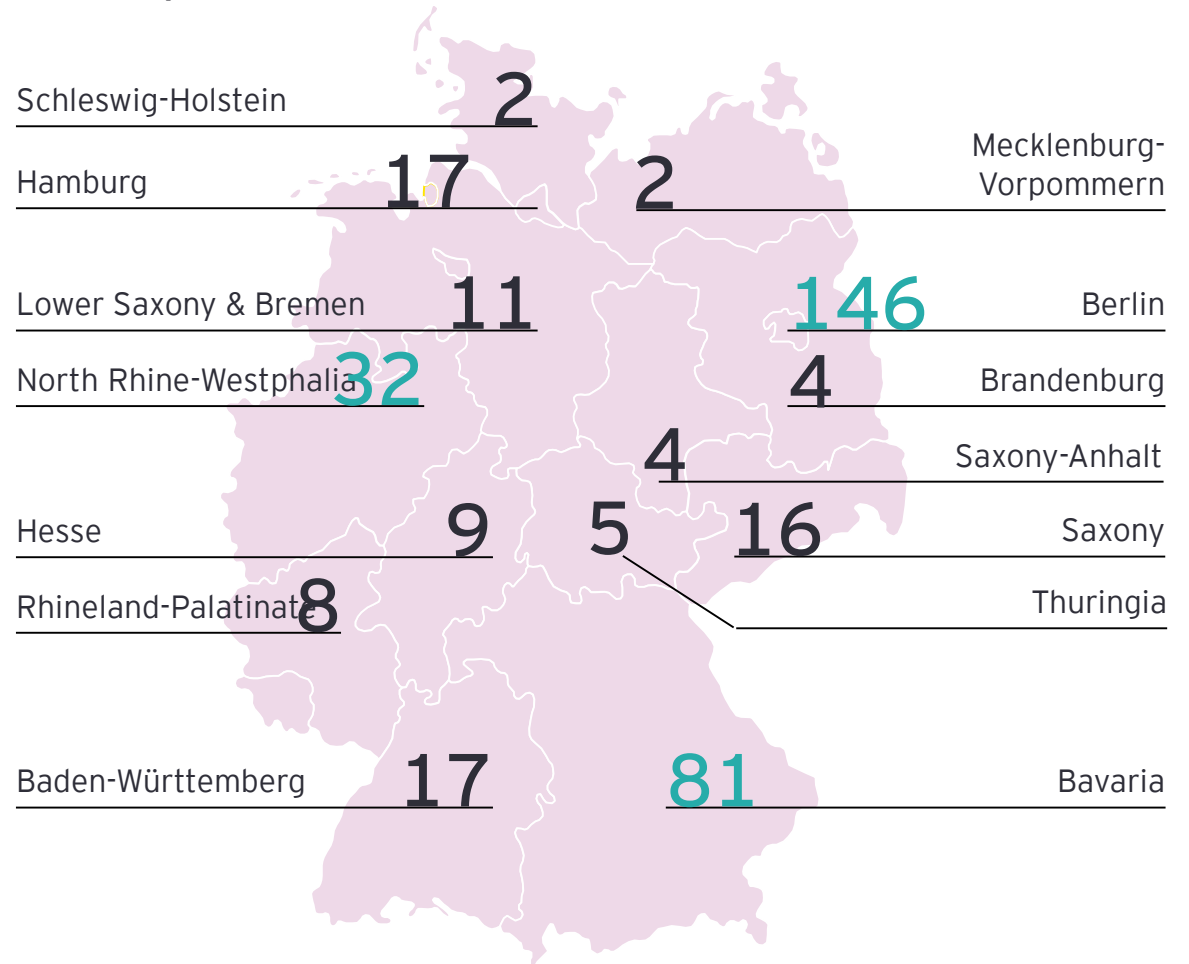 Schleswig-Holstein 2
Hamburg 17
Mecklenburg-
Vorpommern 2
Lower Saxony & Bremen 11
146 Berlin
North Rhine-Westphalia 32
4 Brandenburg
4 Saxony-Anhalt
Hesse 9
5
16 Saxony
Rhineland-Palatinate 8
Thuringia
Baden-Württemberg 17
81 Bavaria